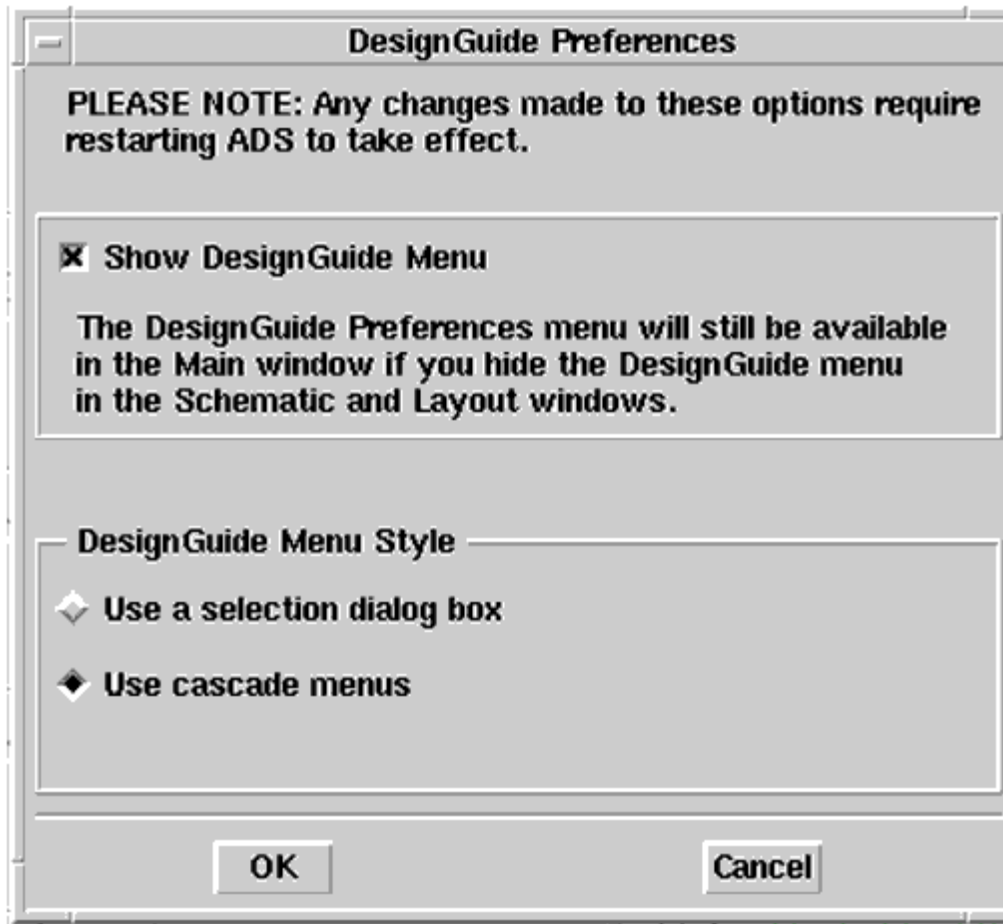 DesignGuide Preferences
PLEASE NOTE: Any changes made to these options require
restarting ADS to take effect.
Show DesignGuide Menu
The DesignGuide Preferences menu will still be available
in the Main window if you hide the DesignGuide menu
in the Schematic and Layout windows.
DesignGuide Menu Style
Use a selection dialog box
Use cascade menus
OK Cancel